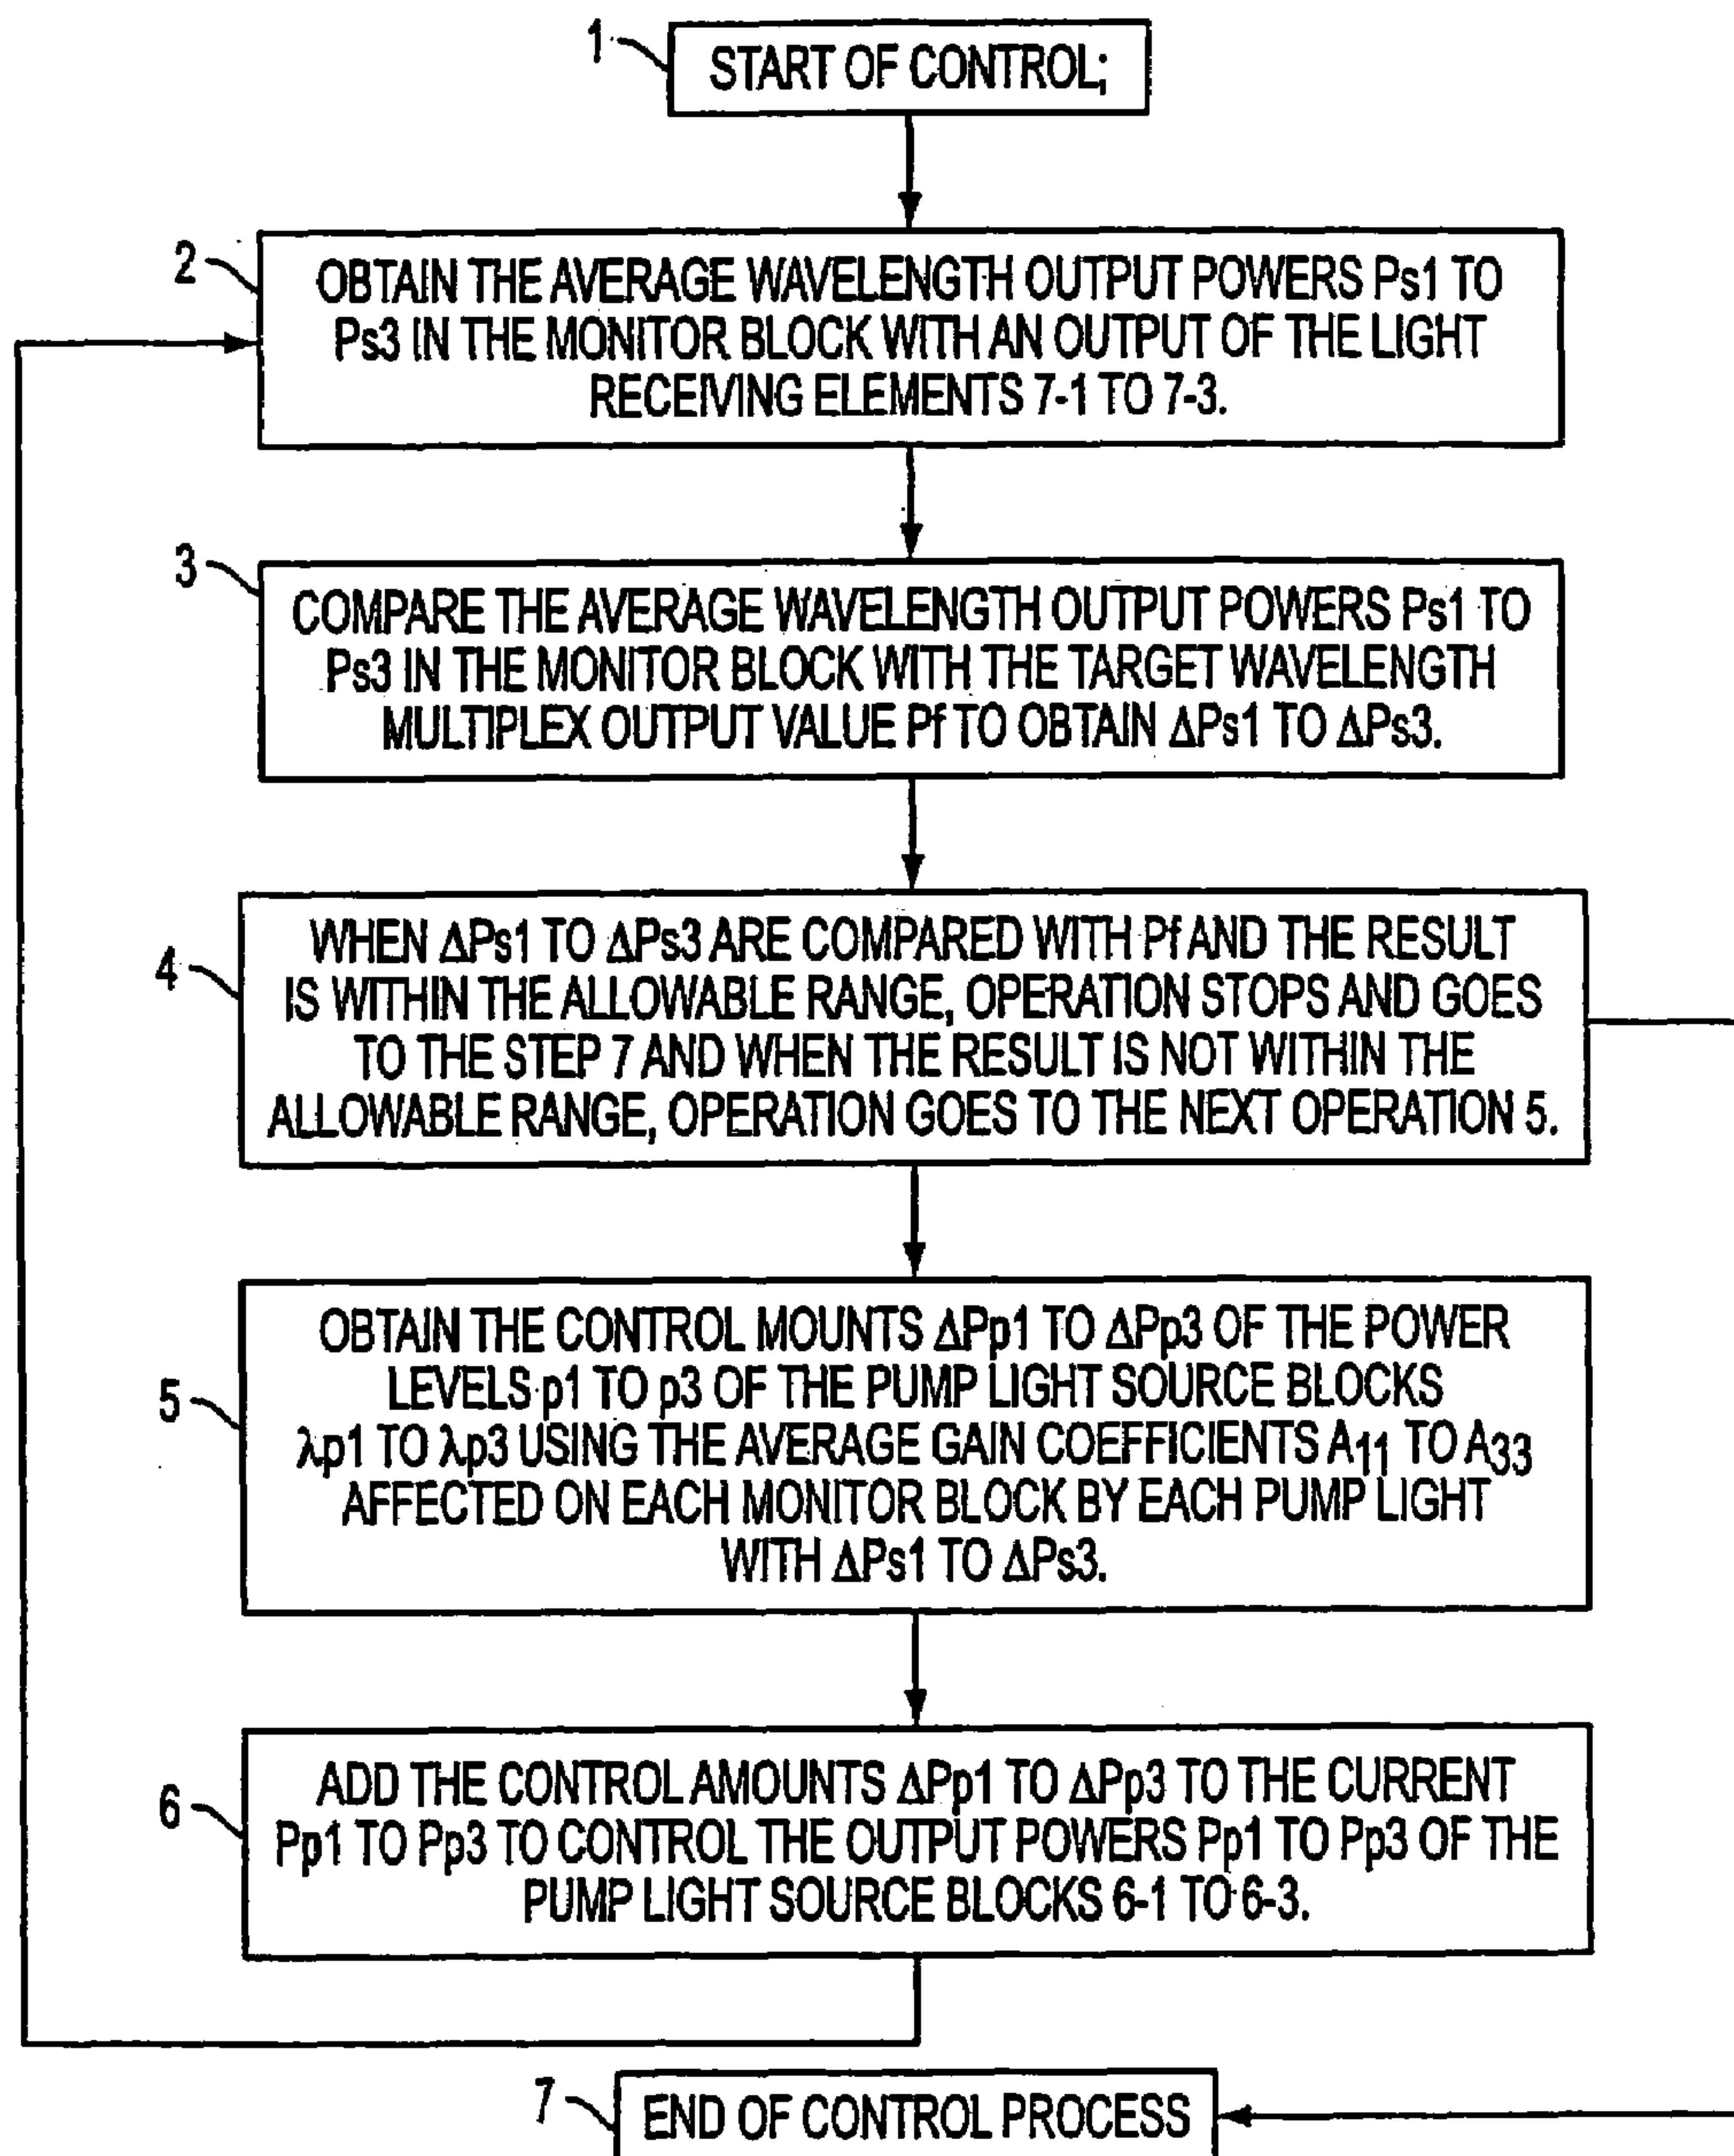 1
START OF CONTROL;
2
OBTAIN THE AVERAGE WAVELENGTH OUTPUT POWERS Ps1 TO
Ps3 IN THE MONITOR BLOCK WITH AN OUTPUT OF THE LIGHT
RECEIVING ELEMENTS 7-1 TO 7-3.
3
COMPARE THE AVERAGE WAVELENGTH OUTPUT POWERS Ps1 TO
Ps3 IN THE MONITOR BLOCK WITH THE TARGET WAVELENGTH
MULTIPLEX OUTPUT VALUE Pf TO OBTAIN ΔPs1 TO ΔPs3.
4
WHEN ΔPs1 TO ΔPs3 ARE COMPARED WITH Pf AND THE RESULT
IS WITHIN THE ALLOWABLE RANGE, OPERATION STOPS AND GOES
TO THE STEP 7 AND WHEN THE RESULT IS NOT WITHIN THE
ALLOWABLE RANGE, OPERATION GOES TO THE NEXT OPERATION 5.
5
OBTAIN THE CONTROL MOUNTS ΔPp1 TO ΔPp3 OF THE POWER
LEVELS p1 TO p3 OF THE PUMP LIGHT SOURCE BLOCKS
λp1 TO λp3 USING THE AVERAGE GAIN COEFFICIENTS A11 TO A33
AFFECTED ON EACH MONITOR BLOCK BY EACH PUMP LIGHT
WITH ΔPs1 TO ΔPs3.
6
ADD THE CONTROL AMOUNTS ΔPp1 TO ΔPp3 TO THE CURRENT
Pp1 TO Pp3 TO CONTROL THE OUTPUT POWERS Pp1 TO Pp3 OF THE
PUMP LIGHT SOURCE BLOCKS 6-1 TO 6-3.
7
END OF CONTROL PROCESS